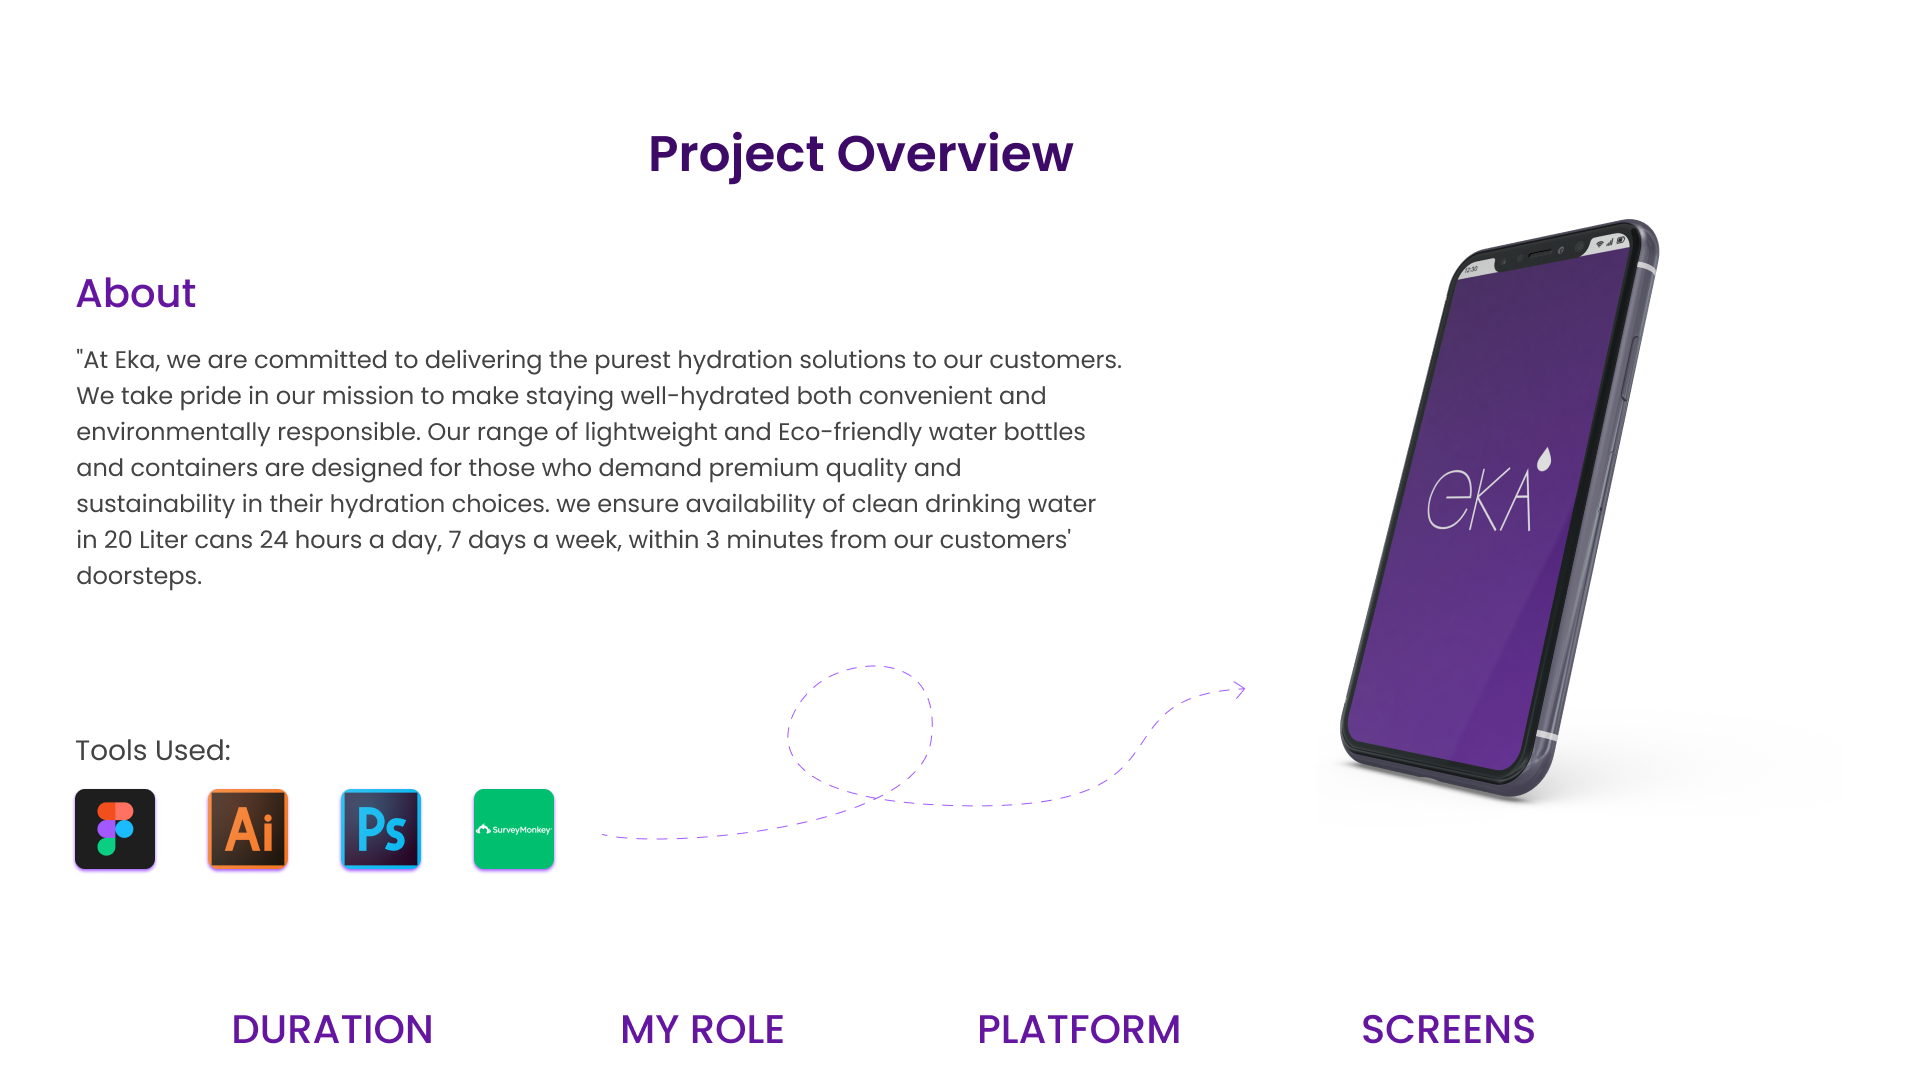 Project Overview
About
"At Eka, we are committed to delivering the purest hydration solutions to our customers.
We take pride in our mission to make staying well-hydrated both convenient and
environmentally responsible. Our range of lightweight and Eco-friendly water bottles
and containers are designed for those who demand premium quality and
sustainability in their hydration choices. we ensure availability of clean drinking water
in 20 Liter cans 24 hours a day, 7 days a week, within 3 minutes from our customers'
doorsteps.
12:30
eKA
Tools Used:
Ai
Ps
SurveyMonkey
DURATION
MY ROLE
PLATFORM
SCREENS